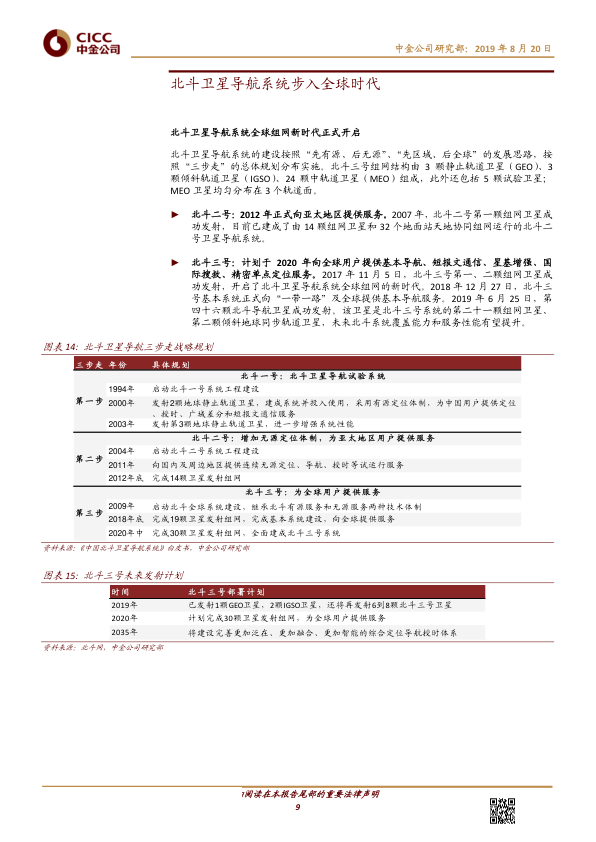 CICC
中金公司
中金公司研究部：2019 年 8 月 20 日
北斗卫星导航系统步入全球时代
北斗卫星导航系统全球组网新时代正式开启
北斗卫星导航系统的建设按照“先有源、后无源”、“先区域、后全球”的发展思路，按
照“三步走”的总体规划分布实施。北斗三号组网结构由 3 颗静止轨道卫星（GEO）、3
颗倾斜轨道卫星（IGSO）、24 颗中轨道卫星（MEO）组成，此外还包括 5 颗试验卫星；
MEO 卫星均匀分布在 3 个轨道面。
► 北斗二号：2012 年正式向亚太地区提供服务。2007 年，北斗二号第一颗组网卫星成
功发射，目前已建成了由 14 颗组网卫星和 32 个地面站天地协同组网运行的北斗二
号卫星导航系统。
► 北斗三号：计划于 2020 年向全球用户提供基本导航、短报文通信、星基增强、国
际搜救、精密单点定位服务。2017 年 11 月 5 日，北斗三号第一、二颗组网卫星成
功发射，开启了北斗卫星导航系统全球组网的新时代。2018 年 12 月 27 日，北斗三
号基本系统正式向“一带一路”及全球提供基本导航服务。2019 年 6 月 25 日，第
四十六颗北斗导航卫星成功发射。该卫星是北斗三号系统的第二十一颗组网卫星、
第二颗倾斜地球同步轨道卫星，未来北斗系统覆盖能力和服务性能有望提升。
图表 14: 北斗卫星导航三步走战略规划
三步走 年份 具体规划
北斗一号：北斗卫星导航试验系统
第一步
1994年 启动北斗一号系统工程建设
2000年 发射2颗地球静止轨道卫星，建成系统并投入使用，采用有源定位体制，为中国用户提供定位
、授时、广域差分和短报文通信服务
2003年 发射第3颗地球静止轨道卫星，进一步增强系统性能
北斗二号：增加无源定位体制，为亚太地区用户提供服务
第二步
2004年 启动北斗二号系统工程建设
2011年 向国内及周边地区提供连续无源定位、导航、授时等试运行服务
2012年底 完成14颗卫星发射组网
北斗三号：为全球用户提供服务
第三步
2009年 启动北斗全球系统建设，继承北斗有源服务和无源服务两种技术体制
2018年底 完成19颗卫星发射组网，完成基本系统建设，向全球提供服务
2020年中 完成30颗卫星发射组网，全面建成北斗三号系统
资料来源：《中国北斗卫星导航系统》白皮书，中金公司研究部
图表 15: 北斗三号未来发射计划
时间 北斗三号部署计划
2019年 已发射1颗GEO卫星，2颗IGSO卫星，还将再发射6到8颗北斗三号卫星
2020年 计划完成30颗卫星发射组网，为全球用户提供服务
2035年 将建设完善更加泛在、更加融合、更加智能的综合定位导航授时体系
资料来源：北斗网，中金公司研究部
阅读在本报告尾部的重要法律声明
9